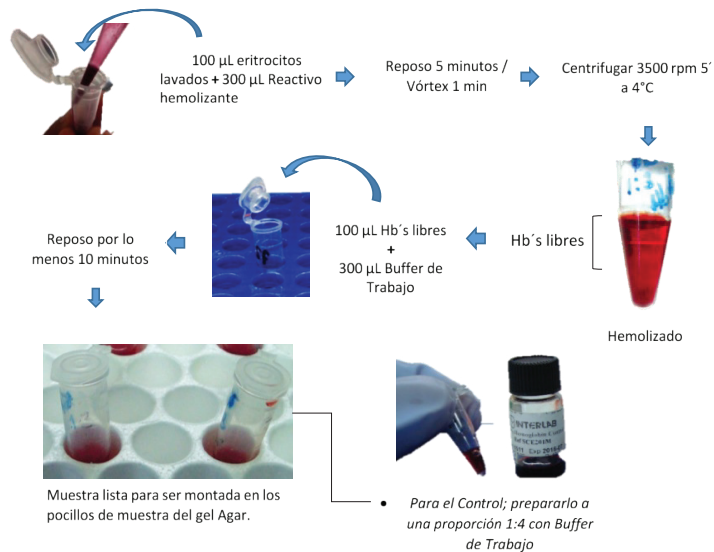 100 µL eritrocitos
lavados + 300 µL Reactivo
hemolizante
Reposo 5 minutos /
Vórtex 1 min
Centrifugar 3500 rpm 5´
a 4°C
Hb´s libres
Hemolizado
100 µL Hb´s libres
+
300 µL Buffer de
Trabajo
Reposo por lo
menos 10 minutos
Muestra lista para ser montada en los
pocillos de muestra del gel Agar.
INTERLAB
• Para el Control; prepararlo a
una proporción 1:4 con Buffer
de Trabajo